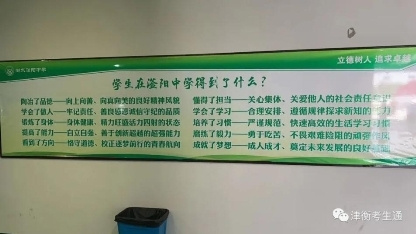 立德树人 追求卓越
学生在滏阳中学得到了什么？
陶冶了品德——向上向善、向真向美的良好精神风貌
学会了做人——牢记责任、善良感恩诚信守纪的品质
锻炼了身体——身体健康、精力旺盛活力四射的状态
提高了能力——自立自强、善于创新超越的超强能力
看到了方向——恪守道德、校正逐梦前行的青春航向
懂得了担当——关心集体、关爱他人的社会责任意识
学会了学习——合理安排、遵循规律探求新知的能力
培养了习惯——严谨规范、快速高效的生活学习习惯
磨炼了毅力——勇于吃苦、不畏艰难险阻的顽强作风
成就了梦想——成人成才、奠定未来发展的良好基础
津衡考生通